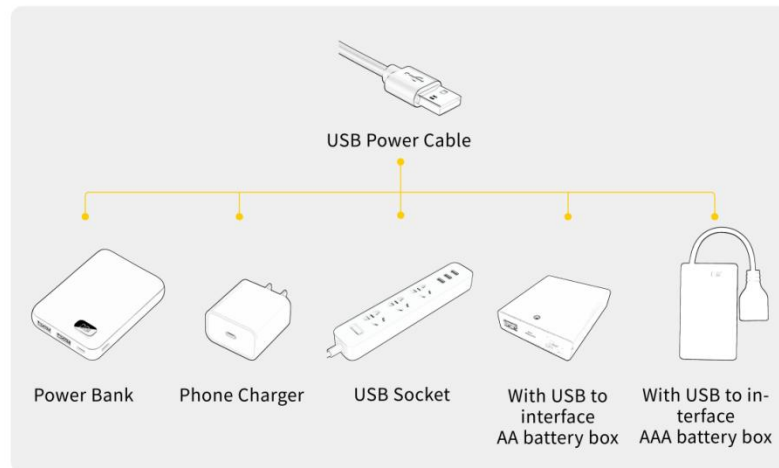 USB Power Cable
Power Bank
Phone Charger
USB Socket
With USB to
interface
AA battery box
With USB to in-
terface
AAA battery box